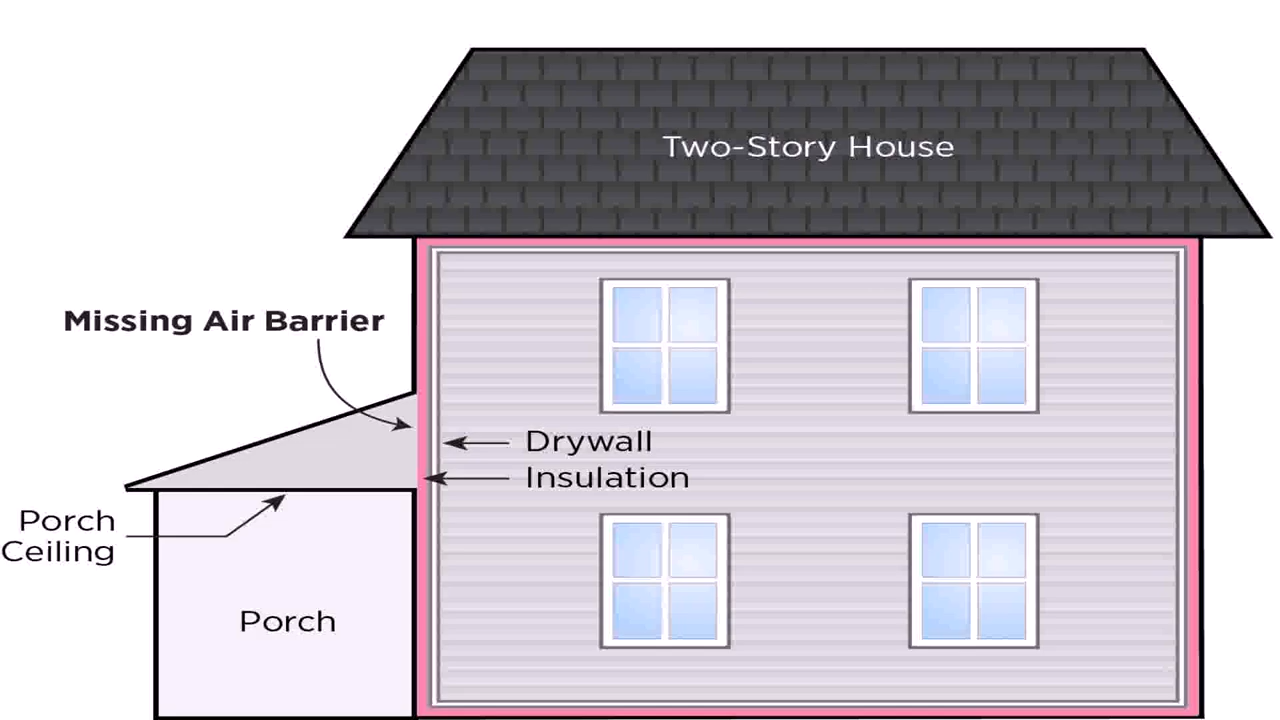 Two-Story House
Missing Air Barrier
Drywall
Insulation
Porch
Ceiling
Porch